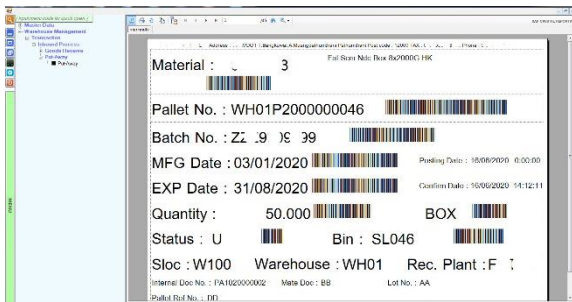 Master Data
Warehouse Management
Transaction
Inbound Process
Goods Receive
Put-Away
Put-Away
MENU
Material : 3
Pallet No. : WH01P2000000046
Batch No. :
MFG Date : 03/01/2020 Posting Date : 16/06/2020 0:00:00
EXP Date : 31/08/2020 Confirm Date : 16/06/2020 14:12:11
Quantity : 50.000 BOX
Status : U Bin : SL046
Sloc : W100 Warehouse : WH01 Rec. Plant : F
Internal Doc No. : PA1020000002 Mate Doc : BB Lot No. : AA
Pallet Ref No. : DD